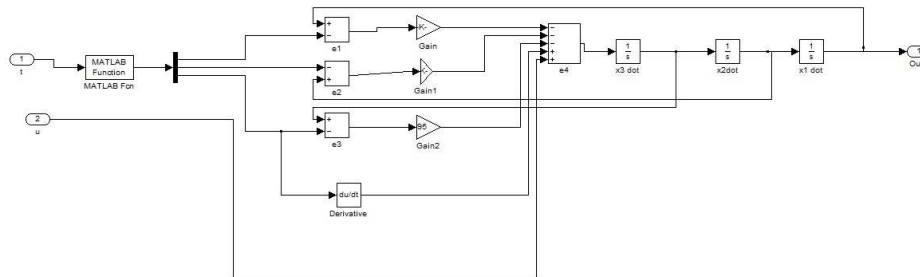 1
t
MATLAB
Function
MATLAB Fcn
2
u
+
−
e1
−
+
e2
+
−
e3
K-
Gain
K-
Gain1
95
Gain2
du/dt
Derivative
−
−
−
+
+
e4
1
s
x3 dot
1
s
x2dot
1
s
x1 dot
1
Ou